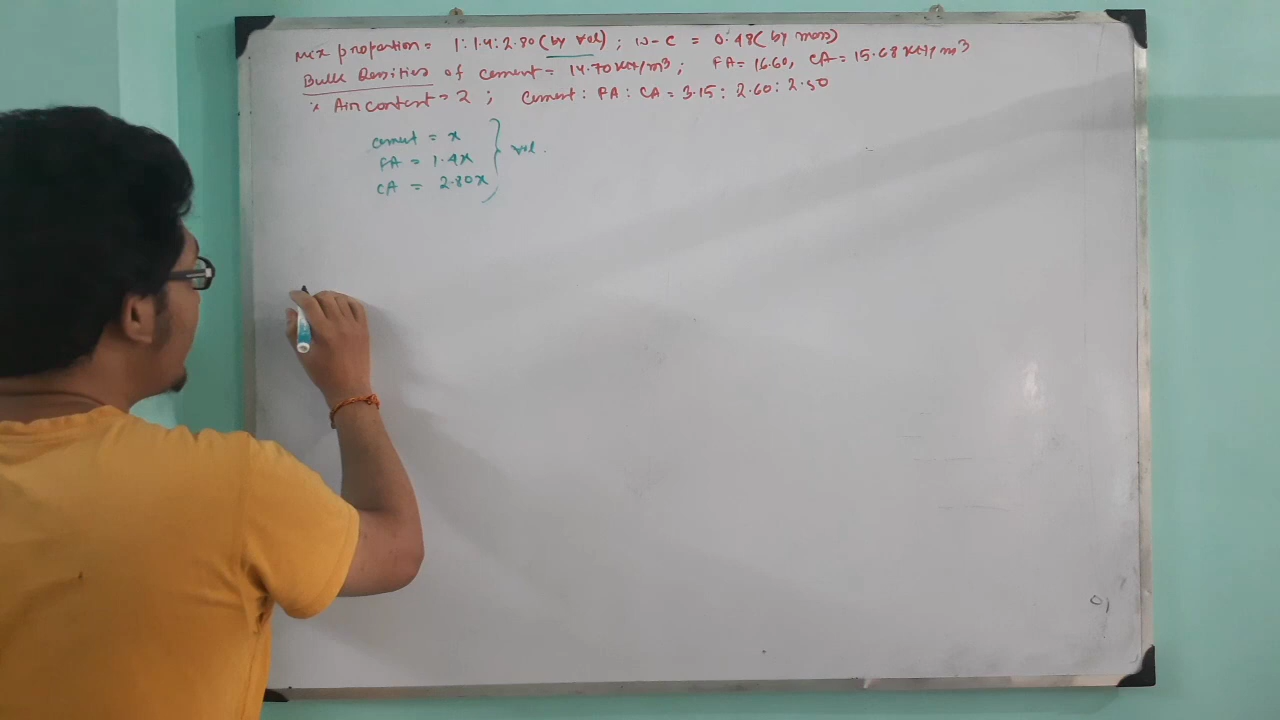 Mix proportion = 1:1.4:2.80 (by vol) ; w-c = 0.48 (by mass)
Bulk Densities of cement = 14.70 KN/m³ ; FA = 16.60, CA = 15.68 KN/m³
% Air content = 2 ; Cement : FA : CA = 3.15 : 2.60 : 2.50
cement = x
FA = 1.4x
CA = 2.80x
vol.